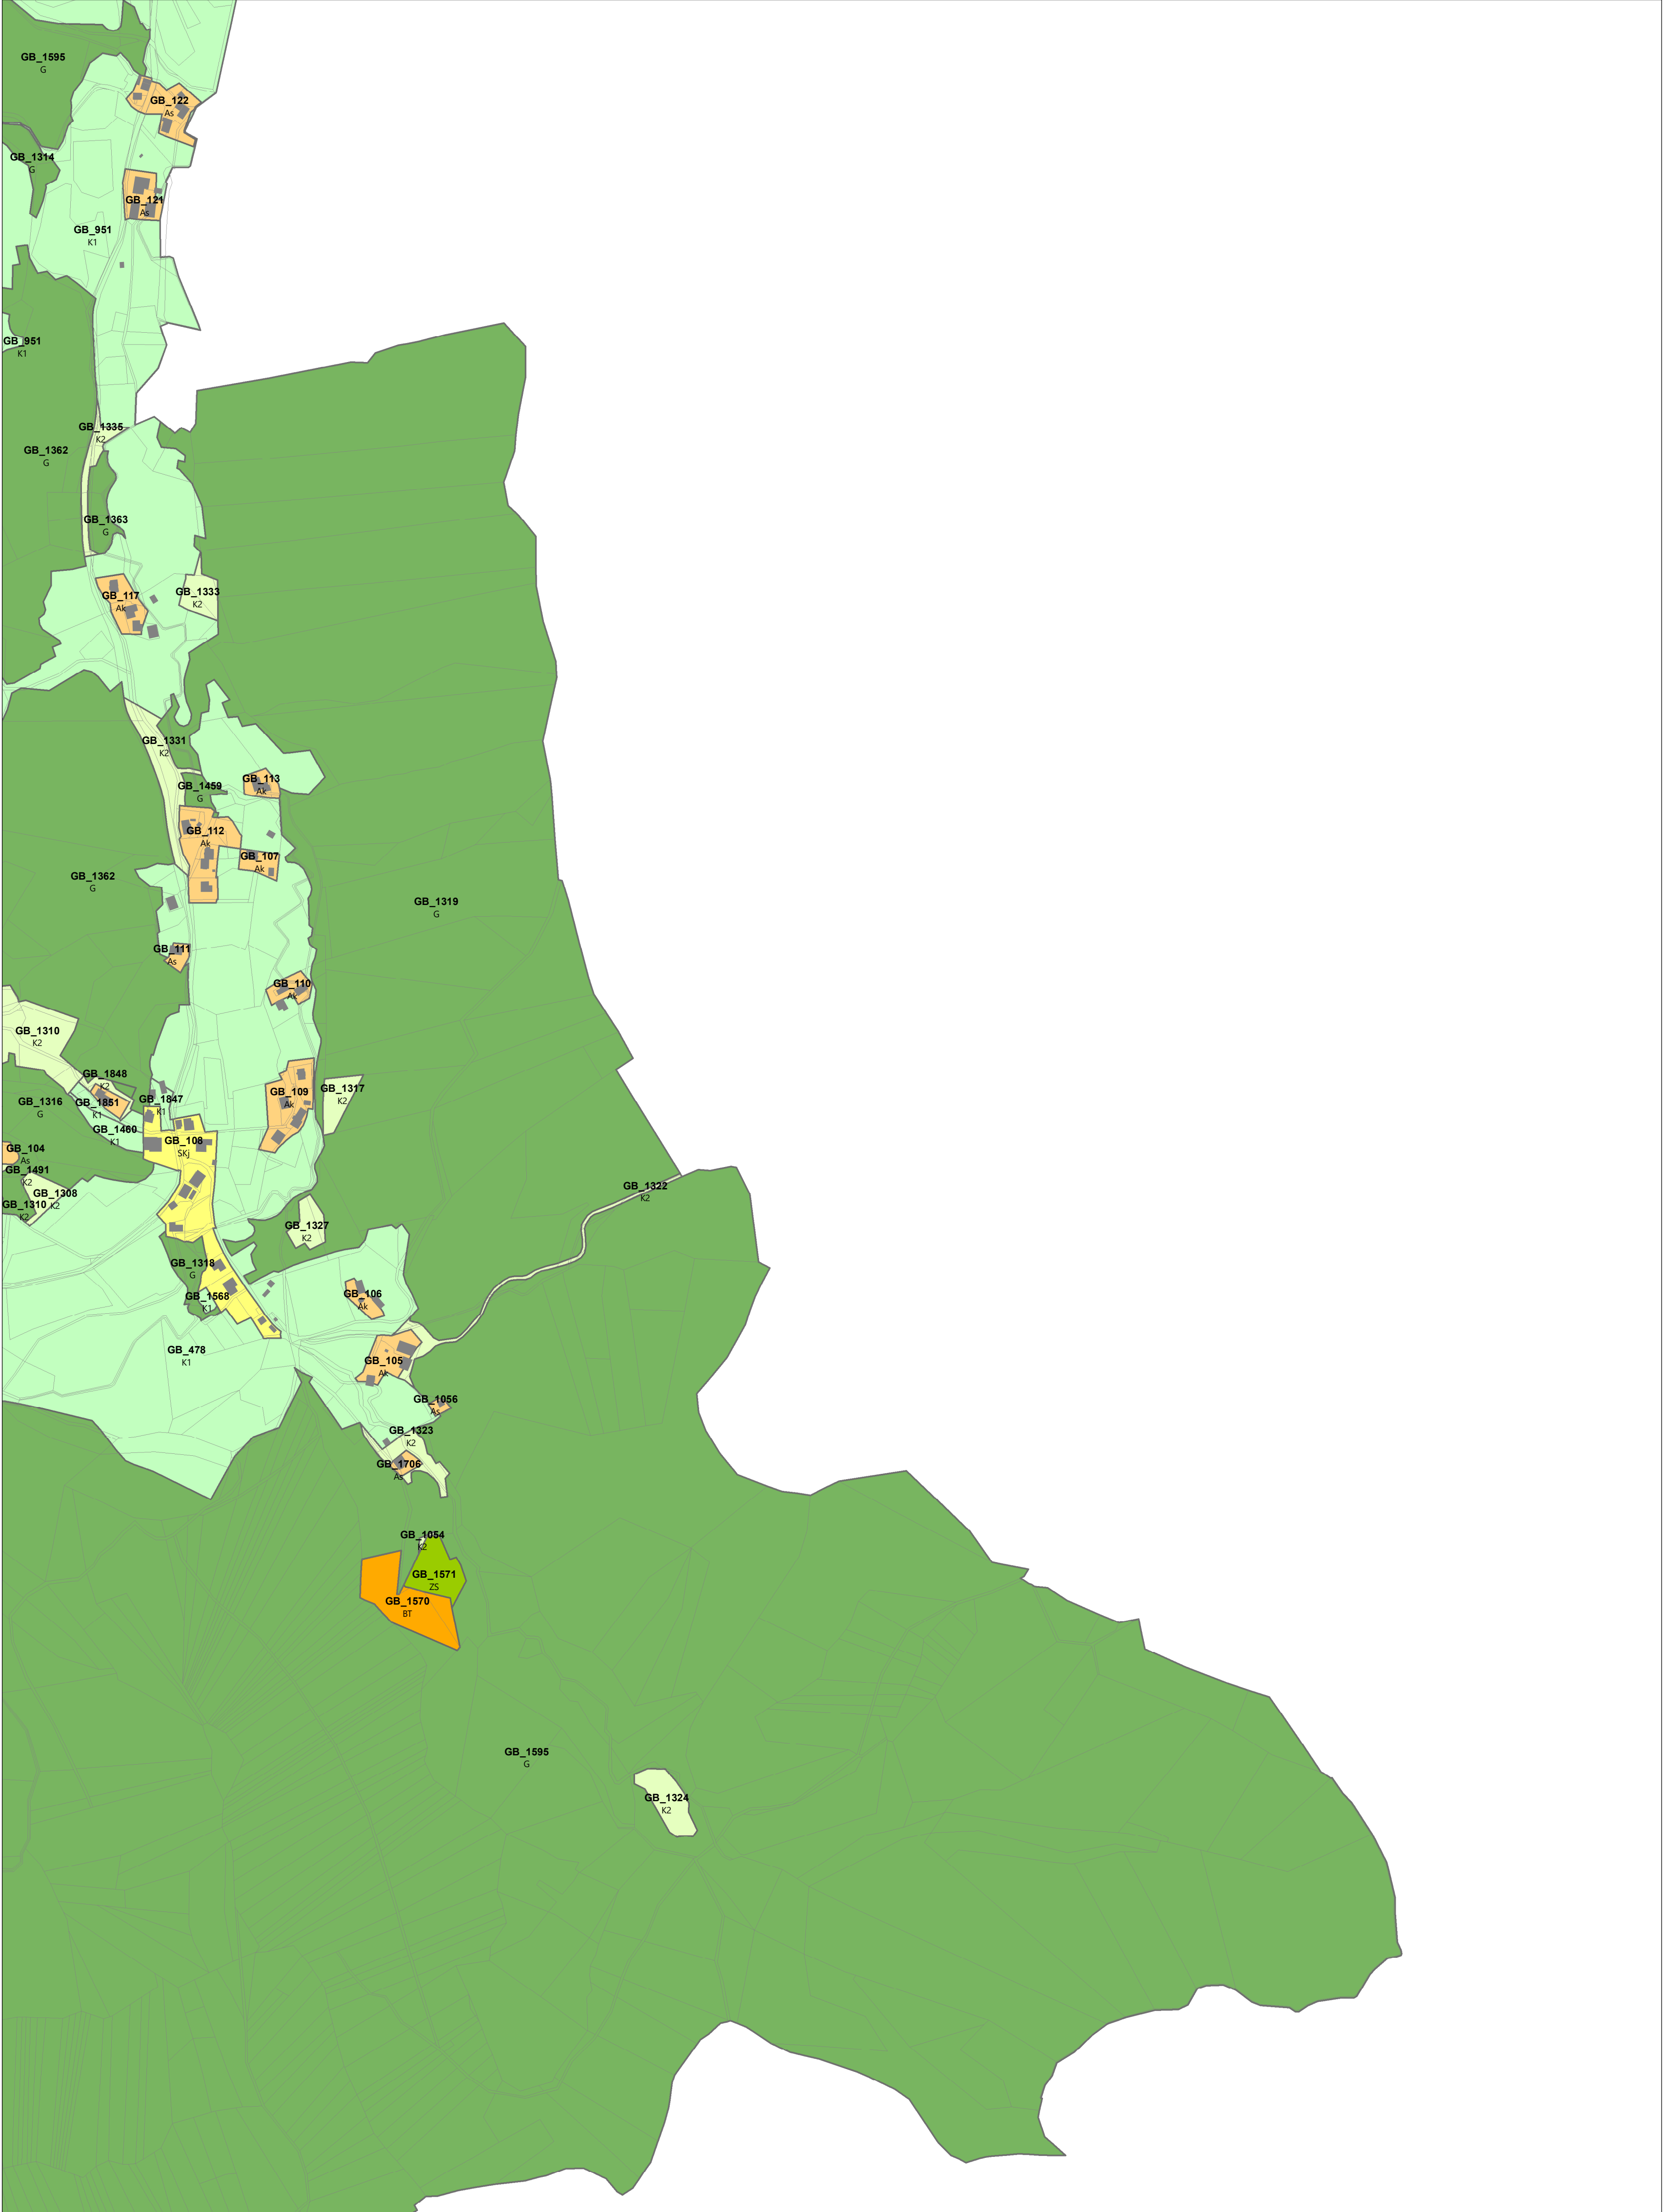 GB_1595
G
GB_122
As
GB_1314
G
GB_121
As
GB_951
K1
GB_951
K1
GB_1335
K2
GB_1362
G
GB_1363
G
GB_117
Ak
GB_1333
K2
GB_1331
K2
GB_113
Ak
GB_1459
G
GB_112
Ak
GB_107
Ak
GB_1362
G
GB_1319
G
GB_111
As
GB_110
Ak
GB_1310
K2
GB_1848
K2
GB_1317
K2
GB_109
Ak
GB_1847
K1
GB_1316
G
GB_1851
K1
GB_1460
K1
GB_108
SKj
GB_104
As
GB_1491
K2
GB_1308
K2
GB_1310
K2
GB_1322
K2
GB_1327
K2
GB_1318
G
GB_1568
K1
GB_106
Ak
GB_478
K1
GB_105
Ak
GB_1056
As
GB_1323
K2
GB_1706
As
GB_1054
K2
GB_1571
ZS
GB_1570
BT
GB_1595
G
GB_1324
K2